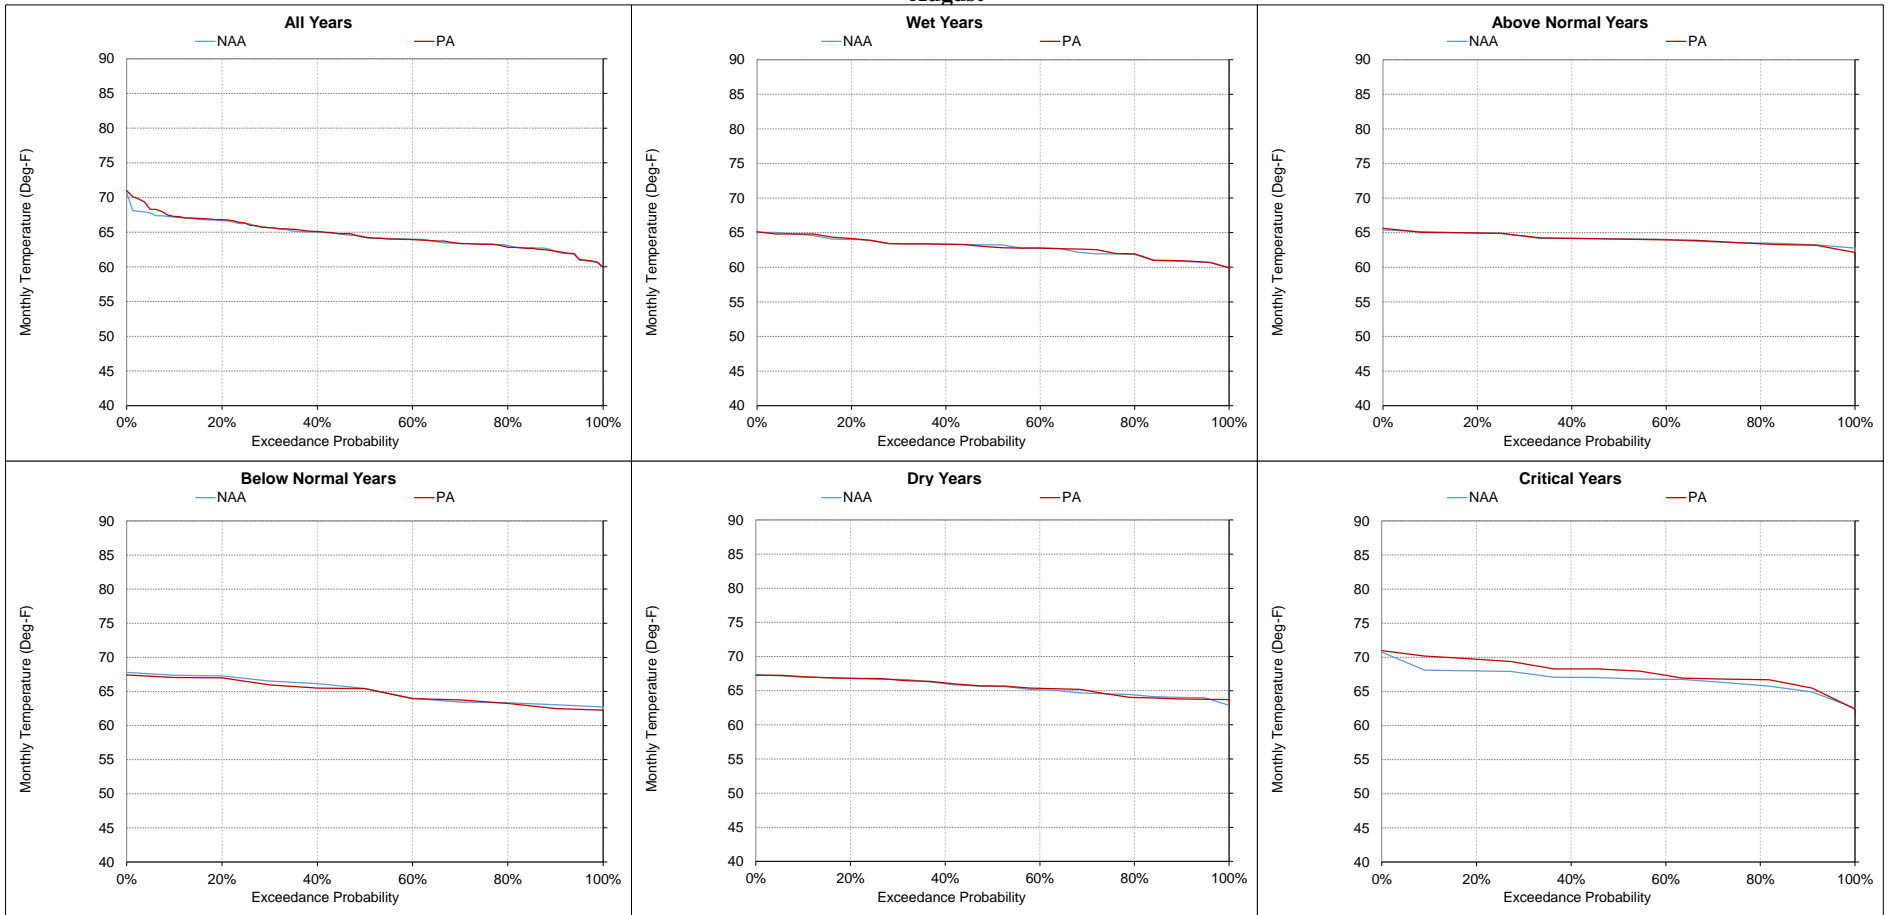 August
All Years
NAA PA
90
85
80
75
70
65
60
55
50
45
40
0% 20% 40% 60% 80% 100%
Monthly Temperature (Deg-F)
Exceedance Probability
Wet Years
NAA PA
90
85
80
75
70
65
60
55
50
45
40
0% 20% 40% 60% 80% 100%
Monthly Temperature (Deg-F)
Exceedance Probability
Above Normal Years
NAA PA
90
85
80
75
70
65
60
55
50
45
40
0% 20% 40% 60% 80% 100%
Monthly Temperature (Deg-F)
Exceedance Probability
Below Normal Years
NAA PA
90
85
80
75
70
65
60
55
50
45
40
0% 20% 40% 60% 80% 100%
Monthly Temperature (Deg-F)
Exceedance Probability
Dry Years
NAA PA
90
85
80
75
70
65
60
55
50
45
40
0% 20% 40% 60% 80% 100%
Monthly Temperature (Deg-F)
Exceedance Probability
Critical Years
NAA PA
90
85
80
75
70
65
60
55
50
45
40
0% 20% 40% 60% 80% 100%
Monthly Temperature (Deg-F)
Exceedance Probability